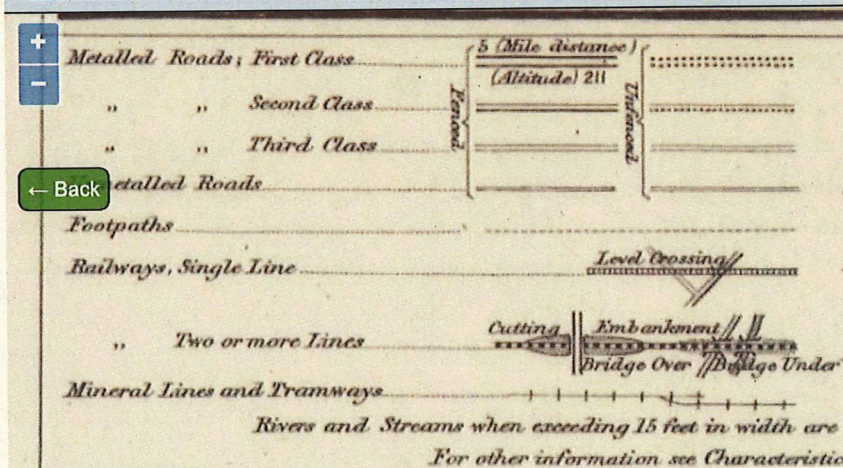 +
−
← Back
Metalled Roads; First Class
5 (Mile distance)
(Altitude) 211
Fenced
Unfenced
„ „ Second Class
„ „ Third Class
etalled Roads
Footpaths
Railways, Single Line
Level Crossing
„ Two or more Lines
Cutting
Embankment
Bridge Over
Bridge Under
Mineral Lines and Tramways
Rivers and Streams when exceeding 15 feet in width are
For other information see Characteristic